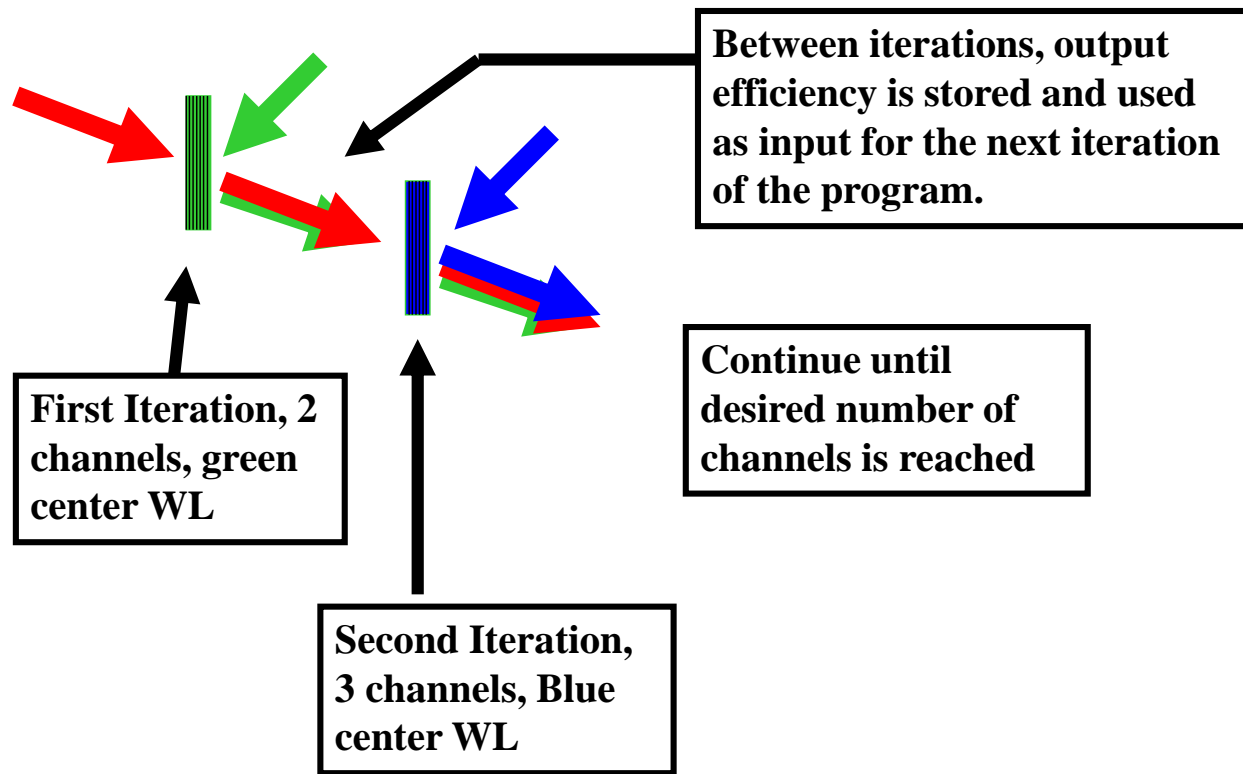 Between iterations, output
efficiency is stored and used
as input for the next iteration
of the program.
Continue until
desired number of
channels is reached
First Iteration, 2
channels, green
center WL
Second Iteration,
3 channels, Blue
center WL